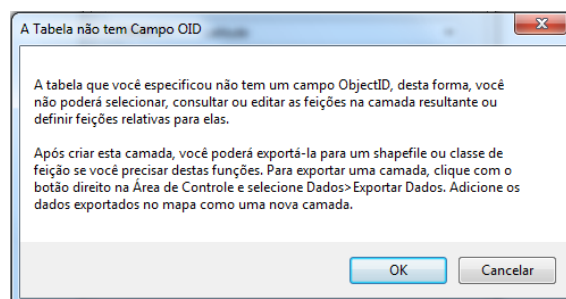 A Tabela não tem Campo OID
A tabela que você especificou não tem um campo ObjectID, desta forma, você
não poderá selecionar, consultar ou editar as feições na camada resultante ou
definir feições relativas para elas.
Após criar esta camada, você poderá exportá-la para um shapefile ou classe de
feição se você precisar destas funções. Para exportar uma camada, clique com o
botão direito na Área de Controle e selecione Dados>Exportar Dados. Adicione os
dados exportados no mapa como uma nova camada.
OK
Cancelar